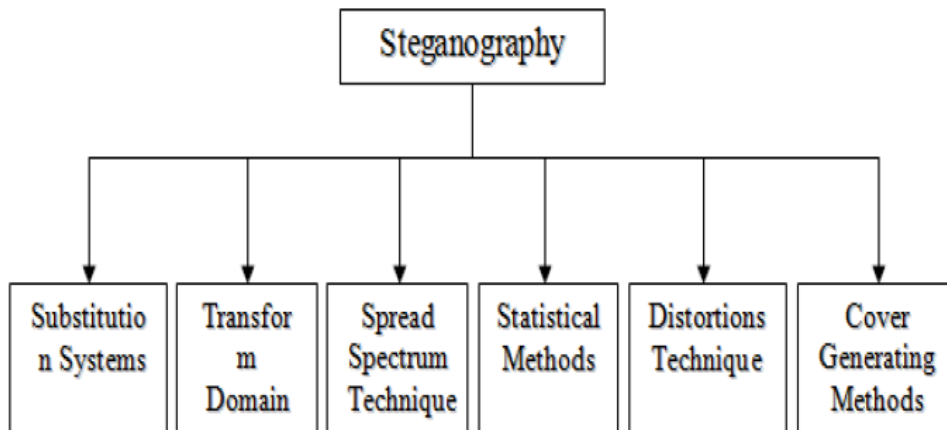 Steganography
Substitutio
n Systems
Transfor
m
Domain
Spread
Spectrum
Technique
Statistical
Methods
Distortions
Technique
Cover
Generating
Methods